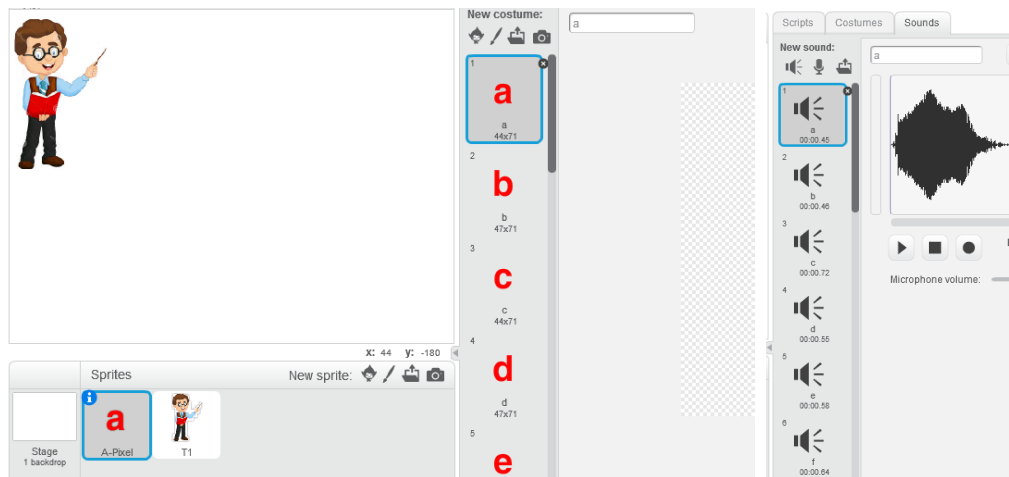 x: 44 y: -180
Sprites
New sprite:
Stage
1 backdrop
a
A-Pixel
T1
New costume:
a
1
a
a
44x71
2
b
b
47x71
3
c
c
44x71
4
d
d
47x71
5
e
Scripts
Costumes
Sounds
New sound:
a
1
a
00:00.45
2
b
00:00.46
3
c
00:00.72
4
d
00:00.55
5
e
00:00.58
6
f
00:00.64
Microphone volume: